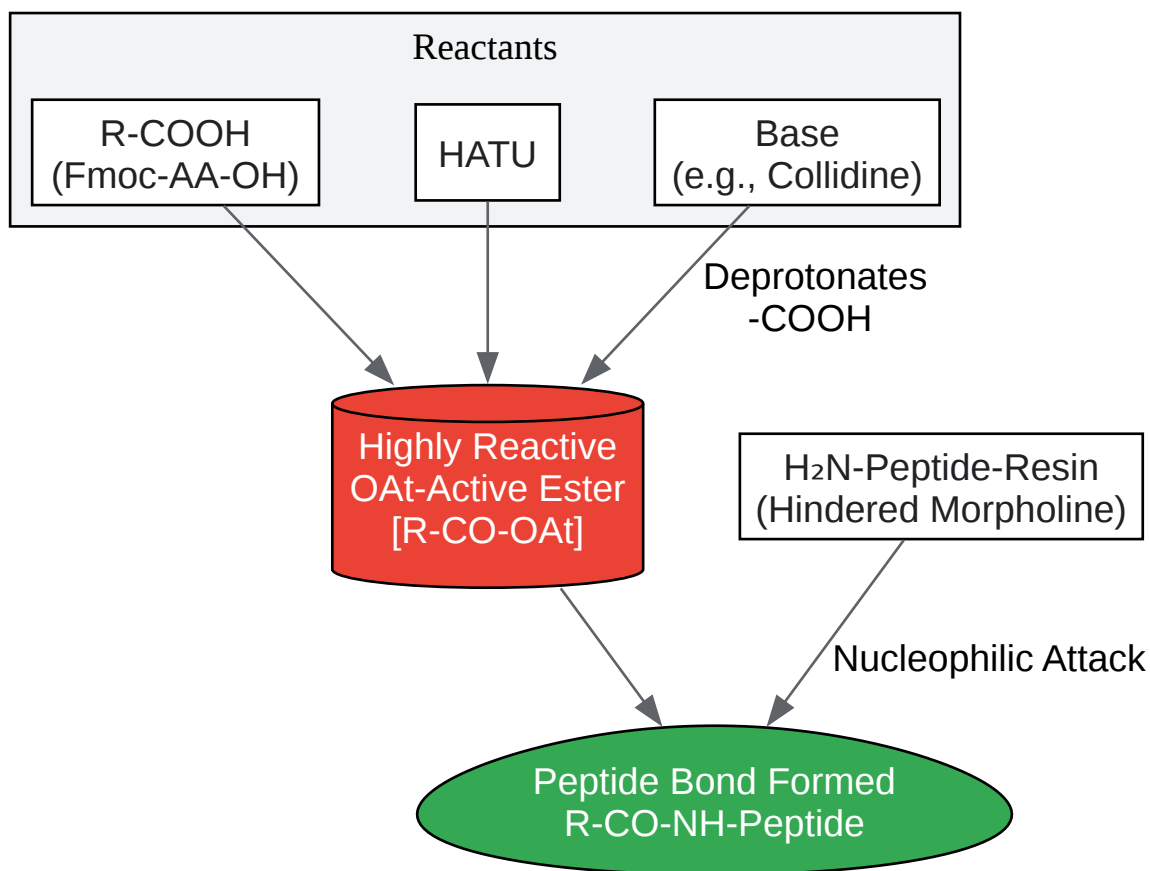 Reactants
R-COOH
(Fmoc-AA-OH)
HATU
Base
(e.g., Collidine)
Deprotonates
-COOH
Highly Reactive
OAt-Active Ester
[R-CO-OAt]
H₂N-Peptide-Resin
(Hindered Morpholine)
Nucleophilic Attack
Peptide Bond Formed
R-CO-NH-Peptide